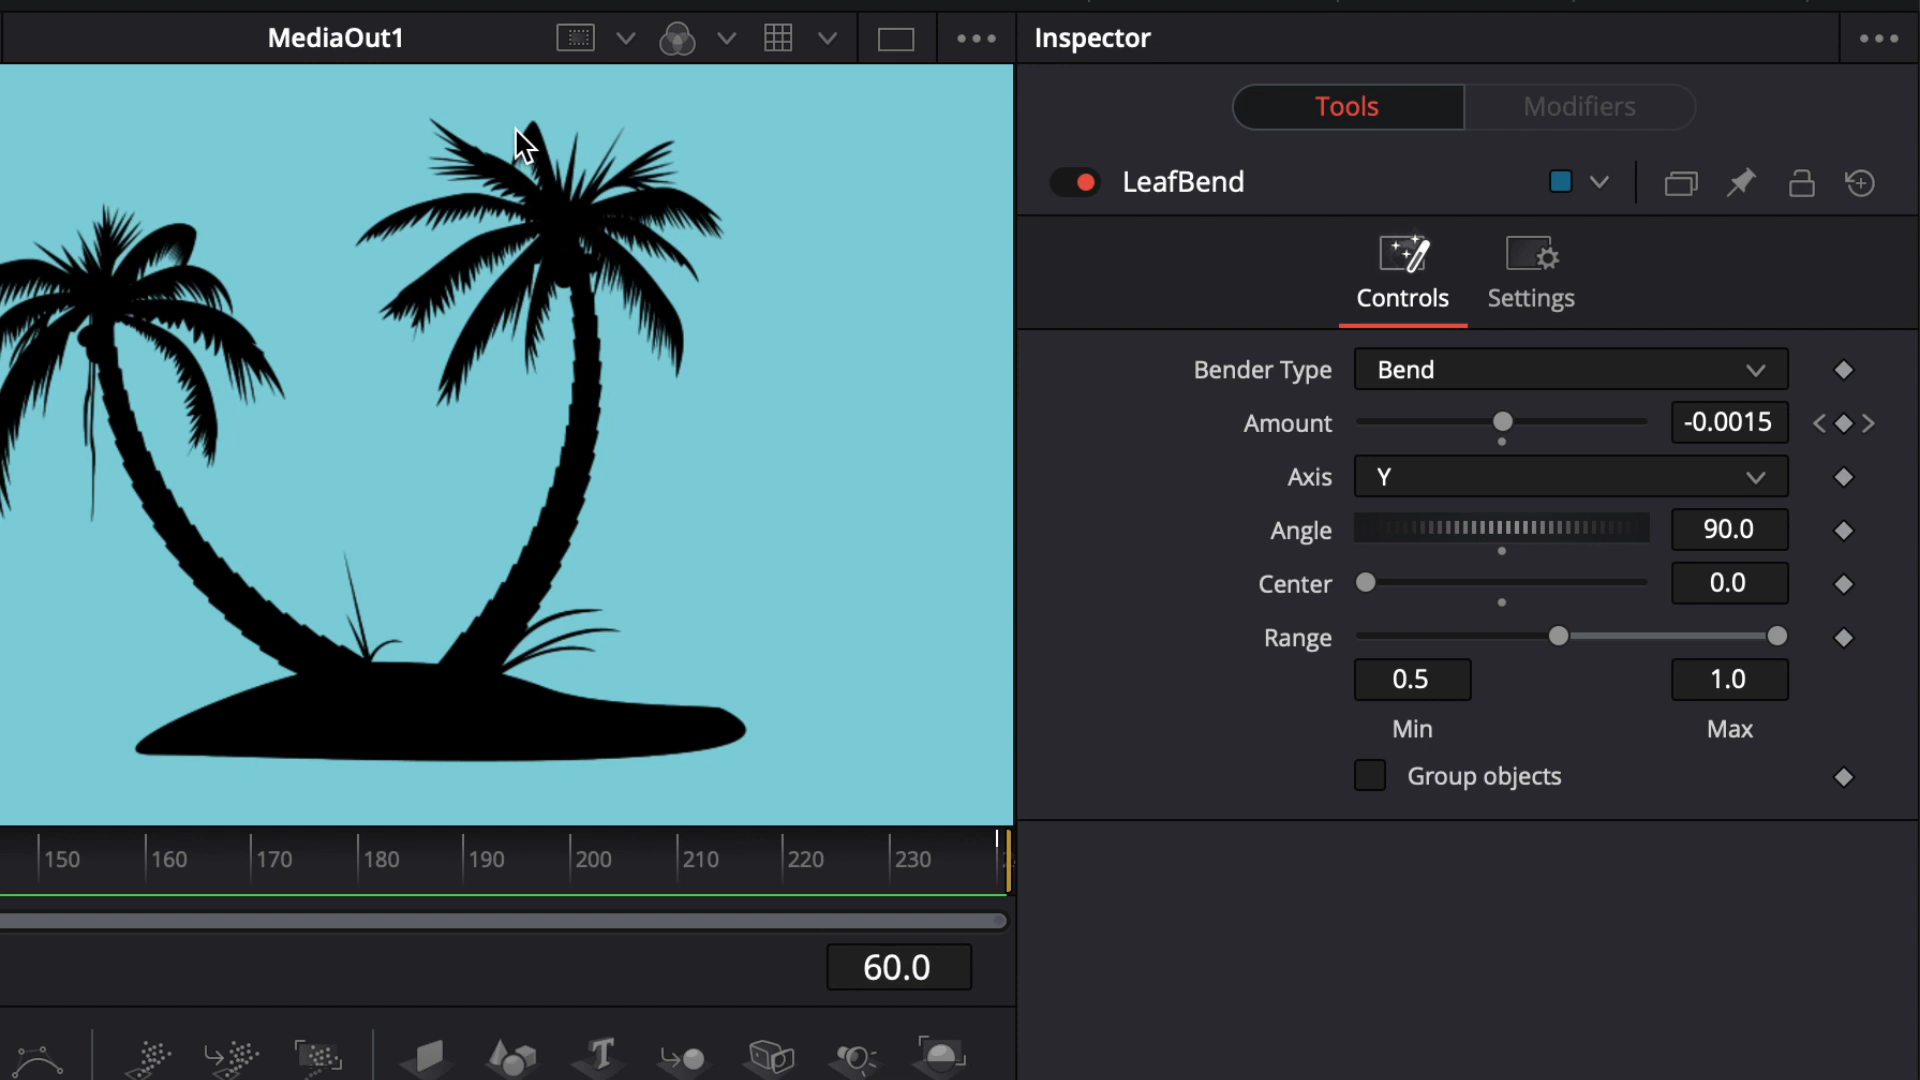 MediaOut1
Inspector
Tools
Modifiers
LeafBend
Controls
Settings
Bender Type
Bend
Amount
-0.0015
Axis
Y
Angle
90.0
Center
0.0
Range
0.5
1.0
Min
Max
Group objects
150
160
170
180
190
200
210
220
230
60.0